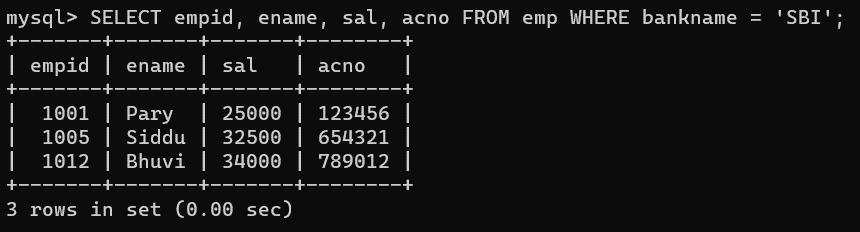 mysql> SELECT empid, ename, sal, acno FROM emp WHERE bankname = 'SBI';
+-------+-------+-------+--------+
| empid | ename | sal   | acno   |
+-------+-------+-------+--------+
|  1001 | Pary  | 25000 | 123456 |
|  1005 | Siddu | 32500 | 654321 |
|  1012 | Bhuvi | 34000 | 789012 |
+-------+-------+-------+--------+
3 rows in set (0.00 sec)